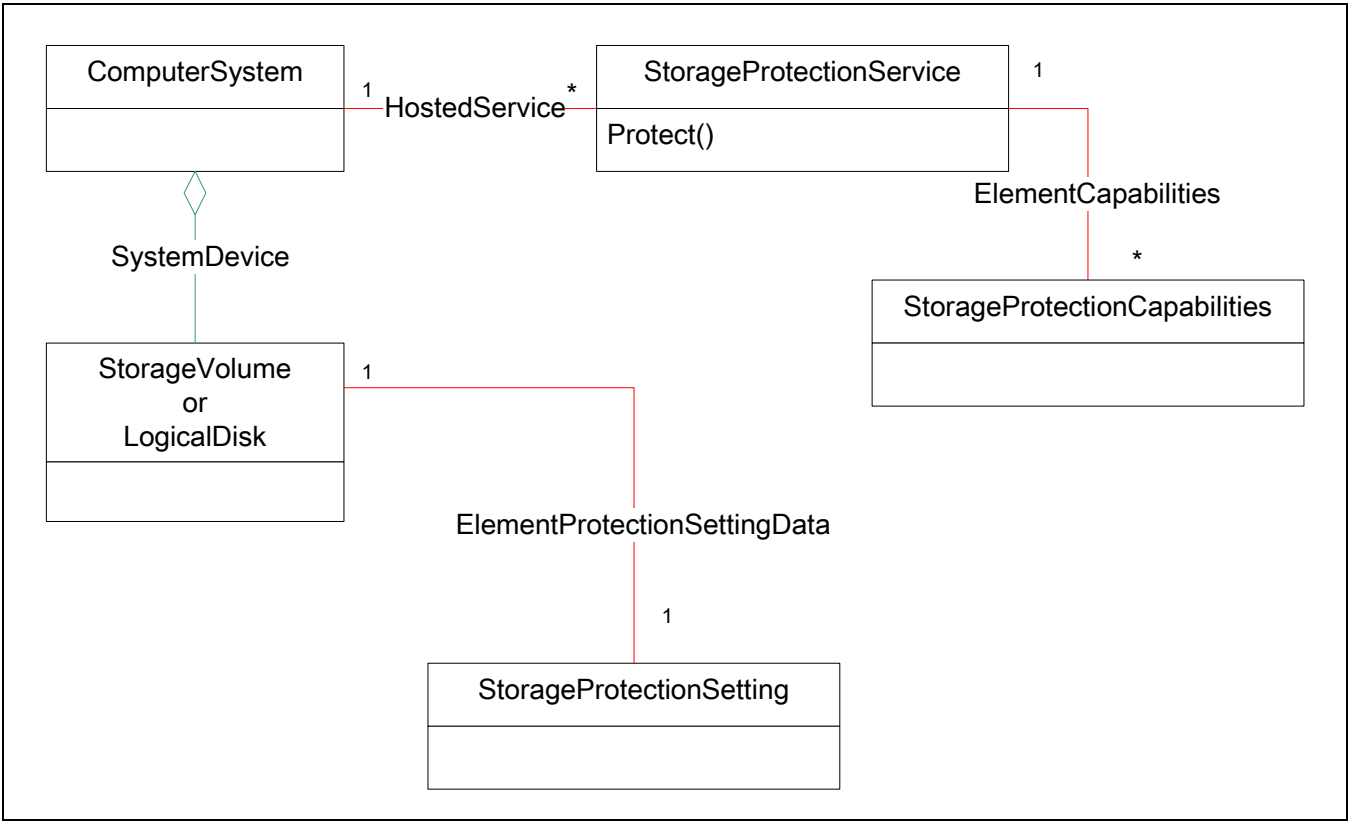 ComputerSystem
1
HostedService
*
StorageProtectionService
Protect()
1
ElementCapabilities
*
StorageProtectionCapabilities
SystemDevice
StorageVolume
or
LogicalDisk
1
ElementProtectionSettingData
1
StorageProtectionSetting